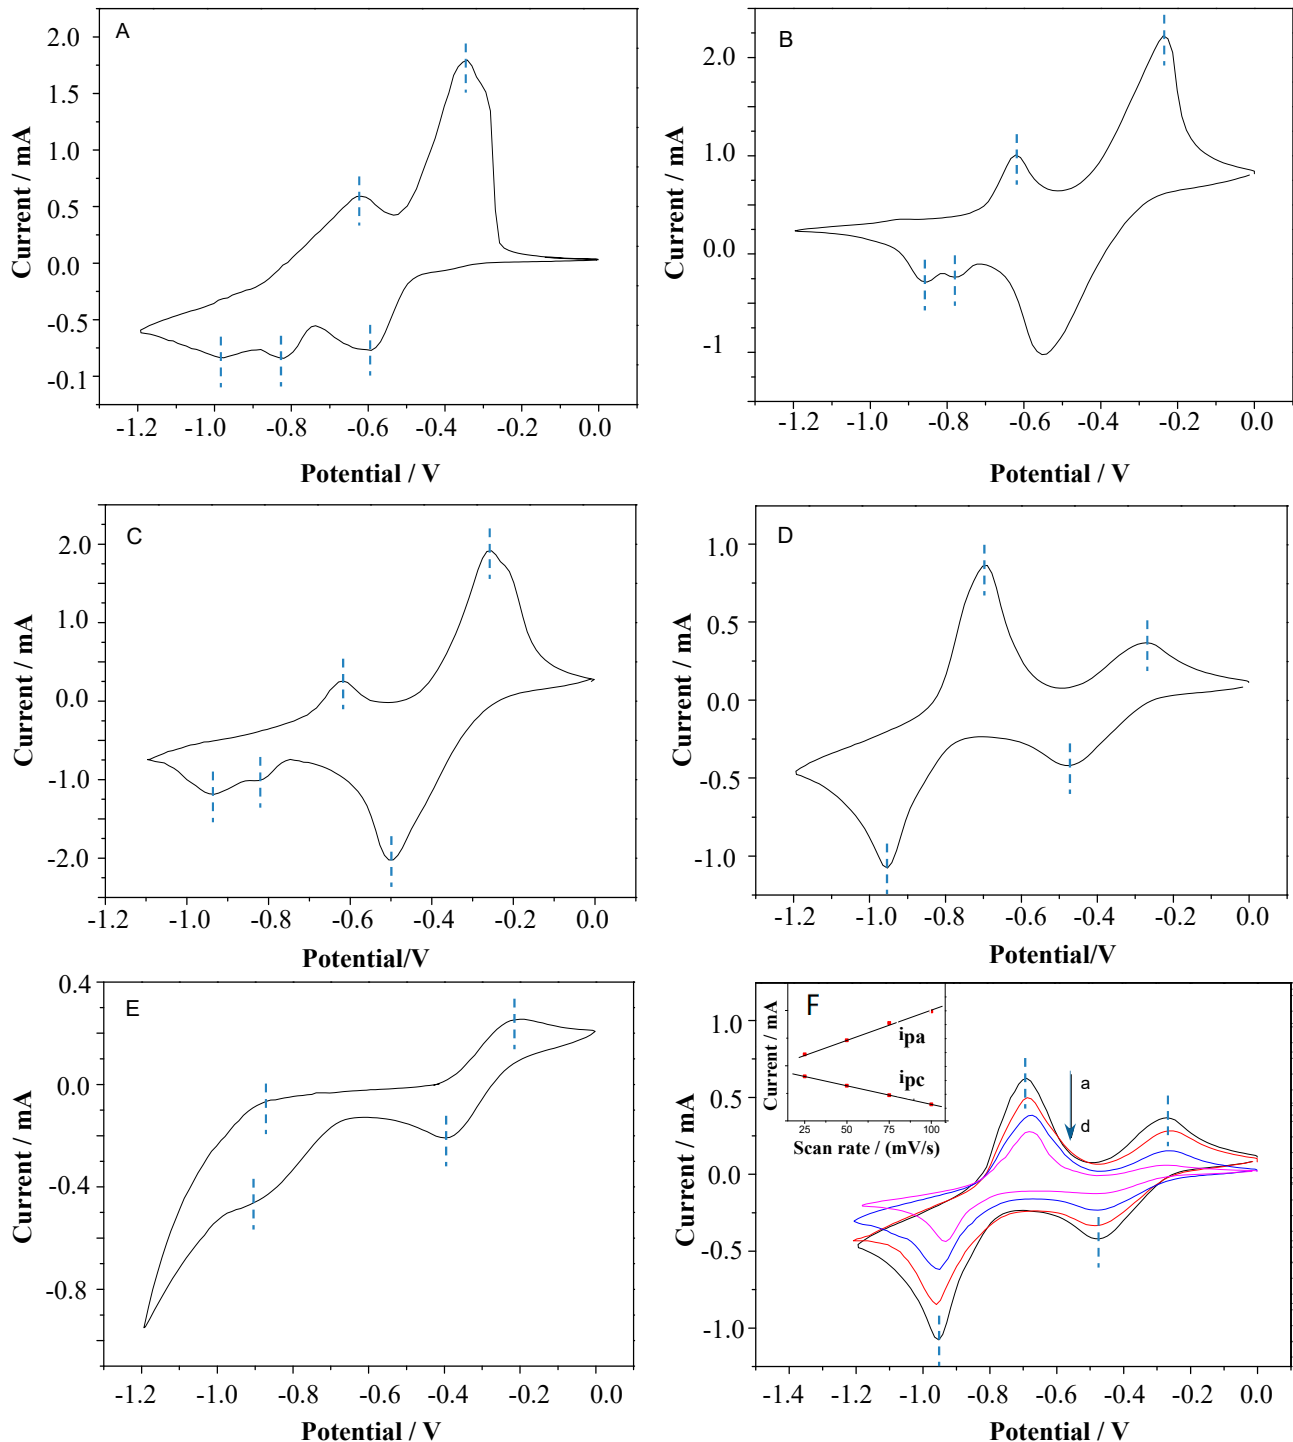 A
2.0
1.5
1.0
0.5
0.0
-0.5
-0.1
Current / mA
-1.2 -1.0 -0.8 -0.6 -0.4 -0.2 0.0
Potential / V
B
2.0
1.0
0.0
-1
Current / mA
-1.2 -1.0 -0.8 -0.6 -0.4 -0.2 0.0
Potential / V
C
2.0
1.0
0.0
-1.0
-2.0
Current / mA
-1.2 -1.0 -0.8 -0.6 -0.4 -0.2 0.0
Potential/V
D
1.0
0.5
0.0
-0.5
-1.0
Current / mA
-1.2 -1.0 -0.8 -0.6 -0.4 -0.2 0.0
Potential/V
E
0.4
0.0
-0.4
-0.8
Current / mA
-1.2 -1.0 -0.8 -0.6 -0.4 -0.2 0.0
Potential / V
F
Current / mA
ipa
ipc
25 50 75 100
Scan rate / (mV/s)
a
d
1.0
0.5
0.0
-0.5
-1.0
Current / mA
-1.4 -1.2 -1.0 -0.8 -0.6 -0.4 -0.2 0.0
Potential / V